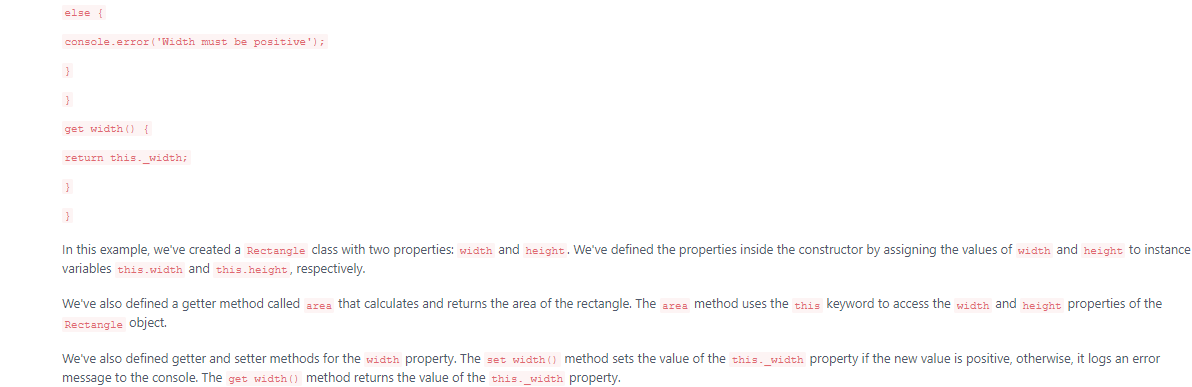 else {
console.error('Width must be positive');
}
}
get width() {
return this._width;
}
}
In this example, we've created a Rectangle class with two properties: width and height. We've defined the properties inside the constructor by assigning the values of width and height to instance
variables this.width and this.height, respectively.
We've also defined a getter method called area that calculates and returns the area of the rectangle. The area method uses the this keyword to access the width and height properties of the
Rectangle object.
We've also defined getter and setter methods for the width property. The set width() method sets the value of the this._width property if the new value is positive, otherwise, it logs an error
message to the console. The get width() method returns the value of the this._width property.